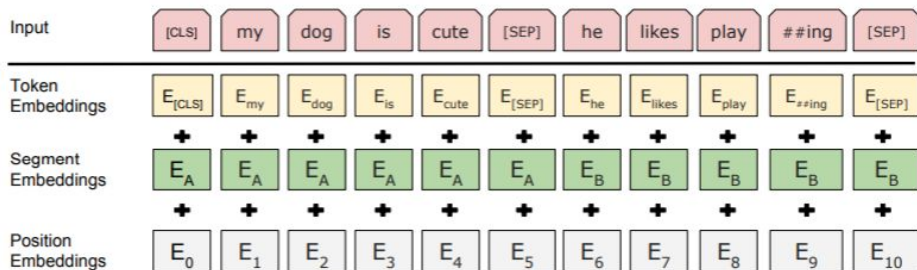 Input [CLS] my dog is cute [SEP] he likes play ##ing [SEP]
Token
Embeddings E[CLS] Emy Edog Eis Ecute E[SEP] Ehe Elikes Eplay E##ing E[SEP]
+ + + + + + + + + + +
Segment
Embeddings EA EA EA EA EA EA EB EB EB EB EB
+ + + + + + + + + + +
Position
Embeddings E0 E1 E2 E3 E4 E5 E6 E7 E8 E9 E10